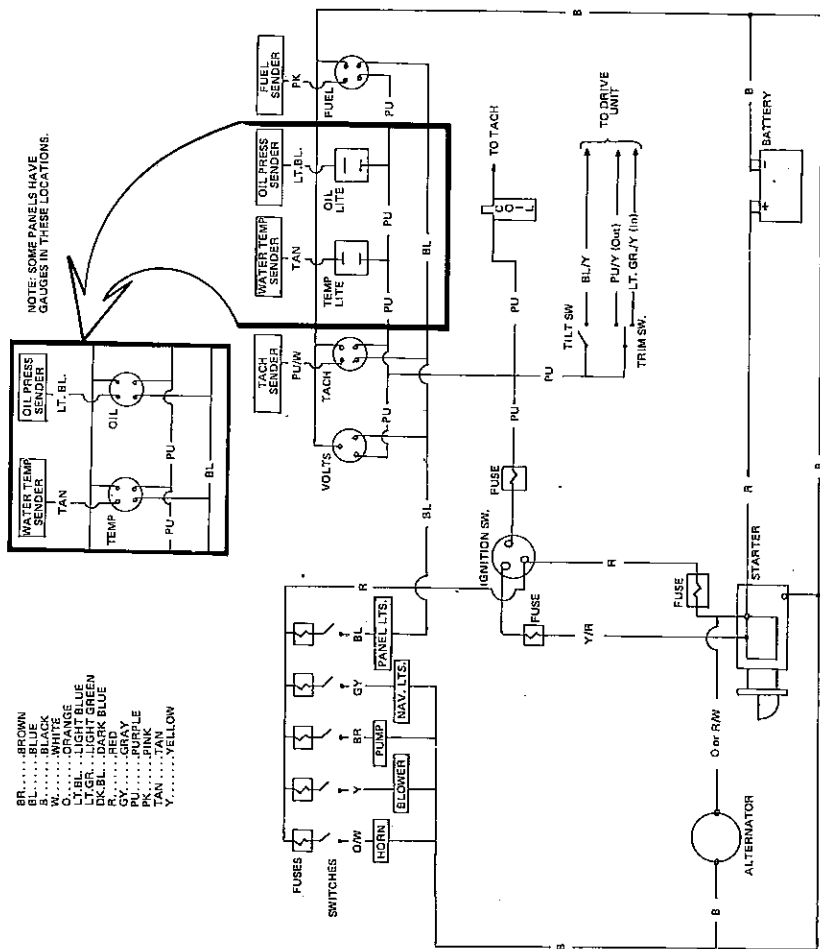 BR......BROWN
BL......BLUE
B......BLACK
W......WHITE
O......ORANGE
LT.BL...LIGHT BLUE
LT.GR...LIGHT GREEN
DK.BL...DARK BLUE
R......RED
GY......GRAY
PU......PURPLE
PK......PINK
TAN.....TAN
Y......YELLOW
NOTE: SOME PANELS HAVE
GAUGES IN THESE LOCATIONS.
WATER TEMP
SENDER
OIL PRESS
SENDER
TAN
LT. BL.
TEMP
OIL
PU
PU
BL
TACH
SENDER
WATER TEMP
SENDER
OIL PRESS
SENDER
FUEL
SENDER
PU/W
TAN
LT.BL.
PK
VOLTS
TACH
TEMP
LITE
OIL
LITE
FUEL
PU
PU
PU
PU
BL
BL
FUSES
SWITCHES
O/W
Y
BR
GY
BL
HORN
BLOWER
PUMP
NAV. LTS.
PANEL LTS.
R
IGNITION SW.
FUSE
PU
PU
PU
COIL
TO TACH
TILT SW
TRIM SW.
BL/Y
PU/Y (Out)
LT. GR./Y (In)
TO DRIVE
UNIT
FUSE
Y/R
R
FUSE
STARTER
R
+
-
BATTERY
B
B
O or R/W
ALTERNATOR
B
B
B